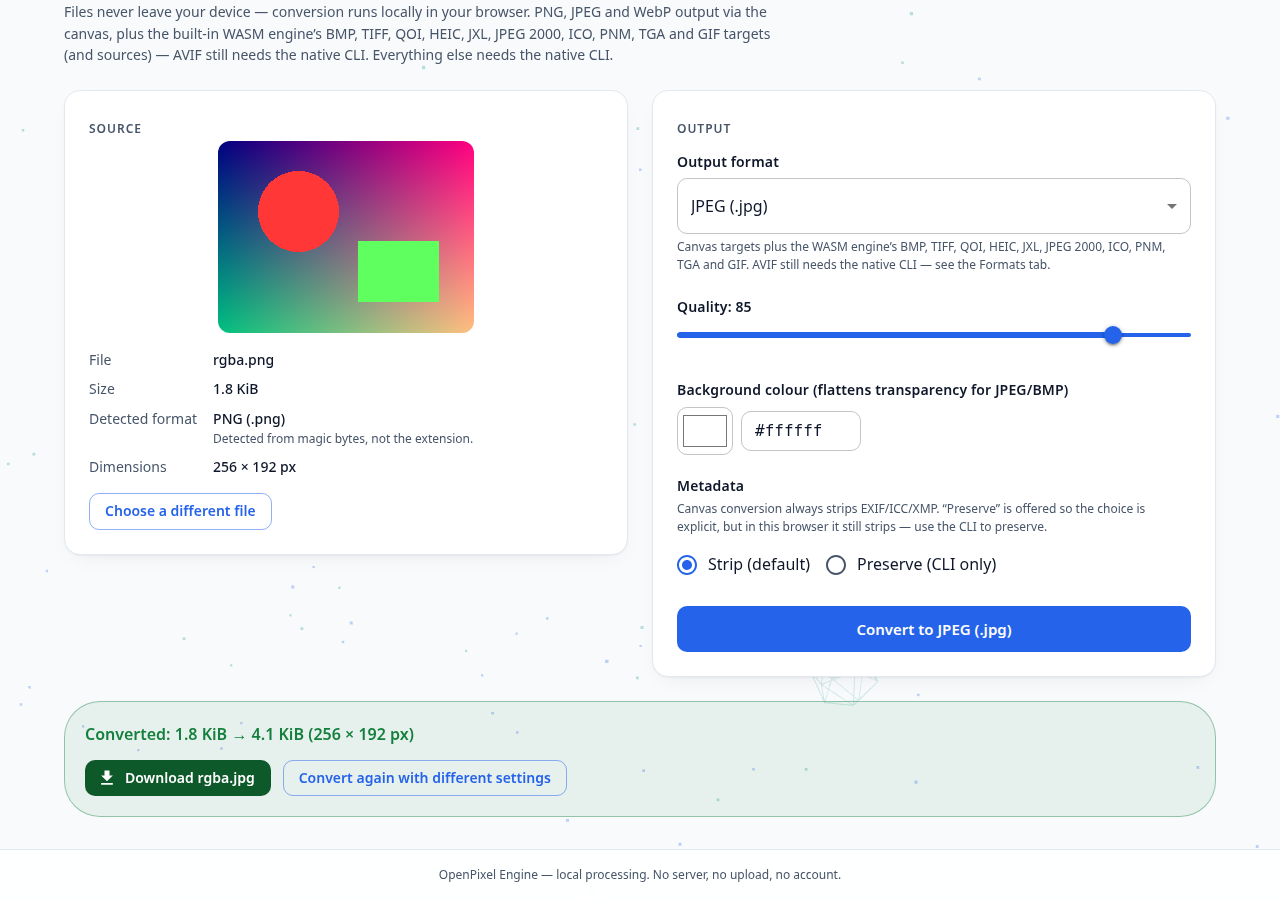 Files never leave your device — conversion runs locally in your browser. PNG, JPEG and WebP output via the
canvas, plus the built-in WASM engine’s BMP, TIFF, QOI, HEIC, JXL, JPEG 2000, ICO, PNM, TGA and GIF targets
(and sources) — AVIF still needs the native CLI. Everything else needs the native CLI.
SOURCE
File rgba.png
Size 1.8 KiB
Detected format PNG (.png)
Detected from magic bytes, not the extension.
Dimensions 256 × 192 px
Choose a different file
OUTPUT
Output format
JPEG (.jpg)
Canvas targets plus the WASM engine’s BMP, TIFF, QOI, HEIC, JXL, JPEG 2000, ICO, PNM,
TGA and GIF. AVIF still needs the native CLI — see the Formats tab.
Quality: 85
Background colour (flattens transparency for JPEG/BMP)
#ffffff
Metadata
Canvas conversion always strips EXIF/ICC/XMP. “Preserve” is offered so the choice is
explicit, but in this browser it still strips — use the CLI to preserve.
Strip (default) Preserve (CLI only)
Convert to JPEG (.jpg)
Converted: 1.8 KiB → 4.1 KiB (256 × 192 px)
Download rgba.jpg Convert again with different settings
OpenPixel Engine — local processing. No server, no upload, no account.